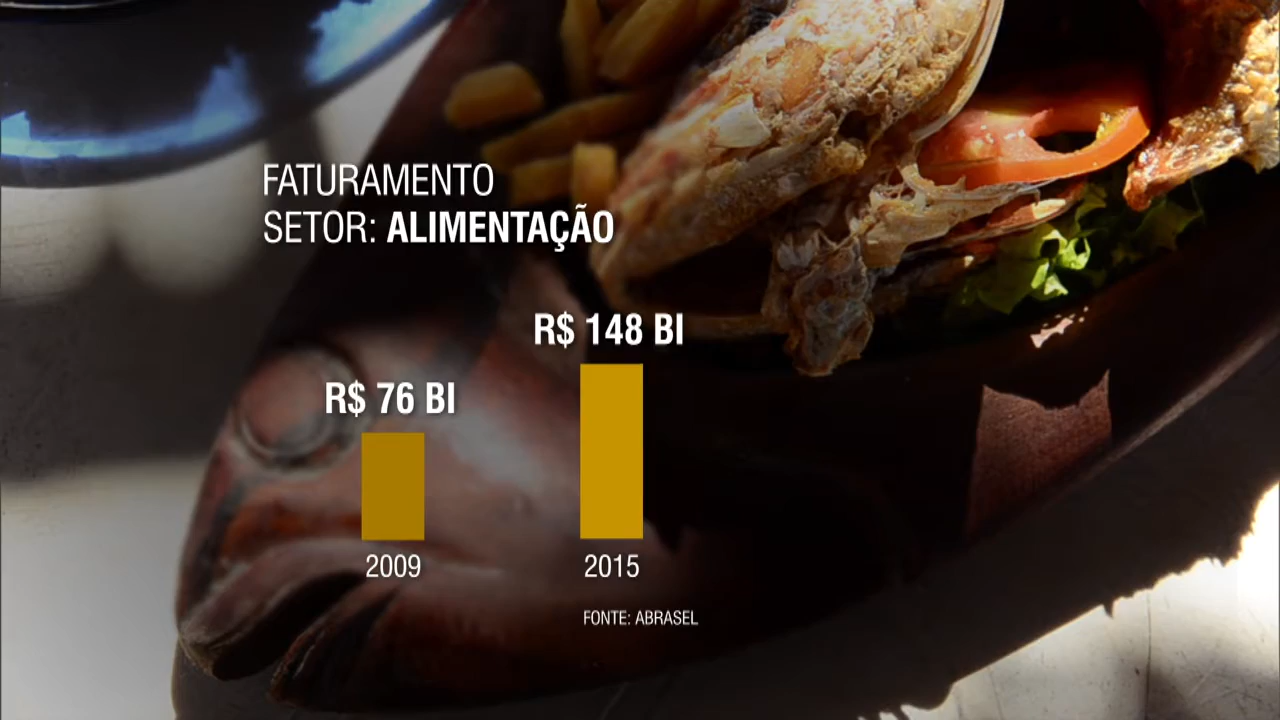 FATURAMENTO
SETOR: ALIMENTAÇÃO
R$ 76 BI
R$ 148 BI
2009
2015
FONTE: ABRASEL